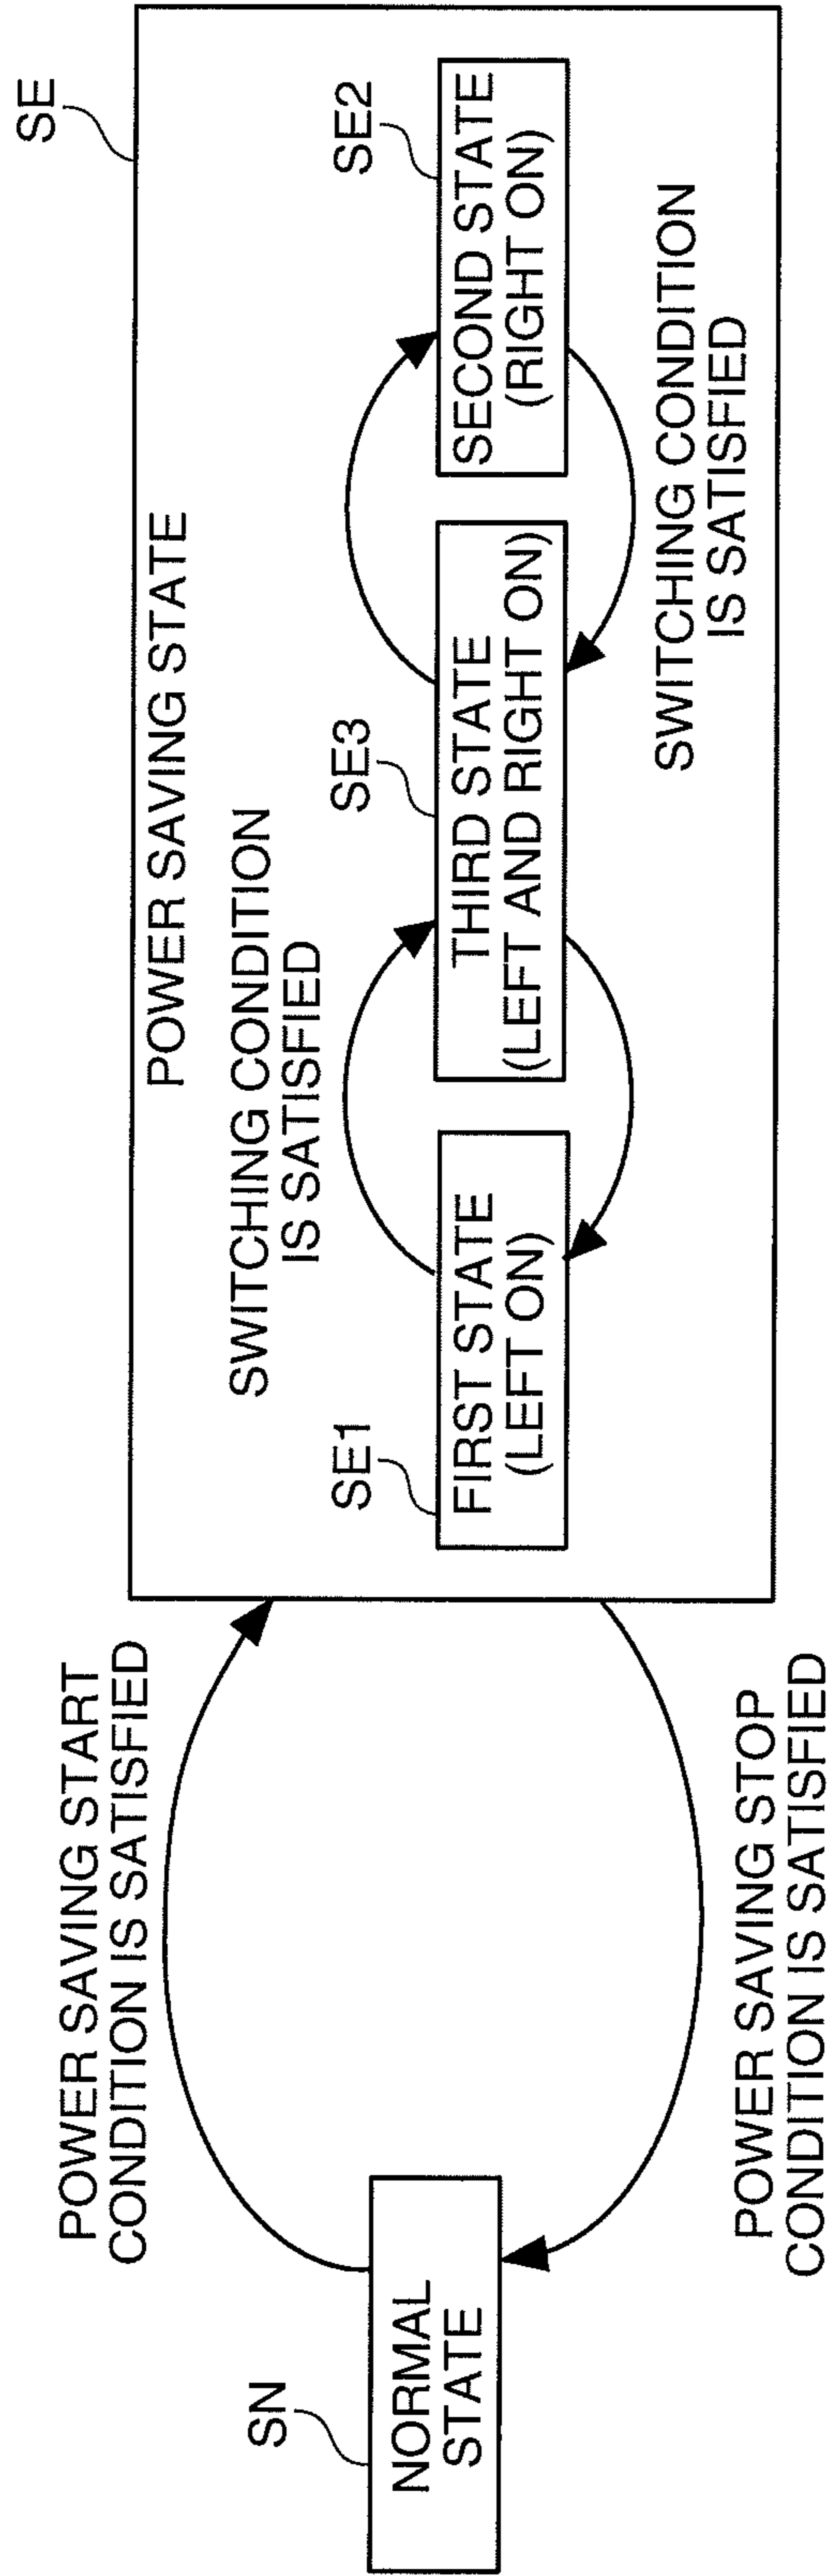 SE
POWER SAVING STATE
POWER SAVING START
CONDITION IS SATISFIED
SWITCHING CONDITION
IS SATISFIED
SN
NORMAL
STATE
SE1
FIRST STATE
(LEFT ON)
SE3
THIRD STATE
(LEFT AND RIGHT ON)
SE2
SECOND STATE
(RIGHT ON)
SWITCHING CONDITION
IS SATISFIED
POWER SAVING STOP
CONDITION IS SATISFIED